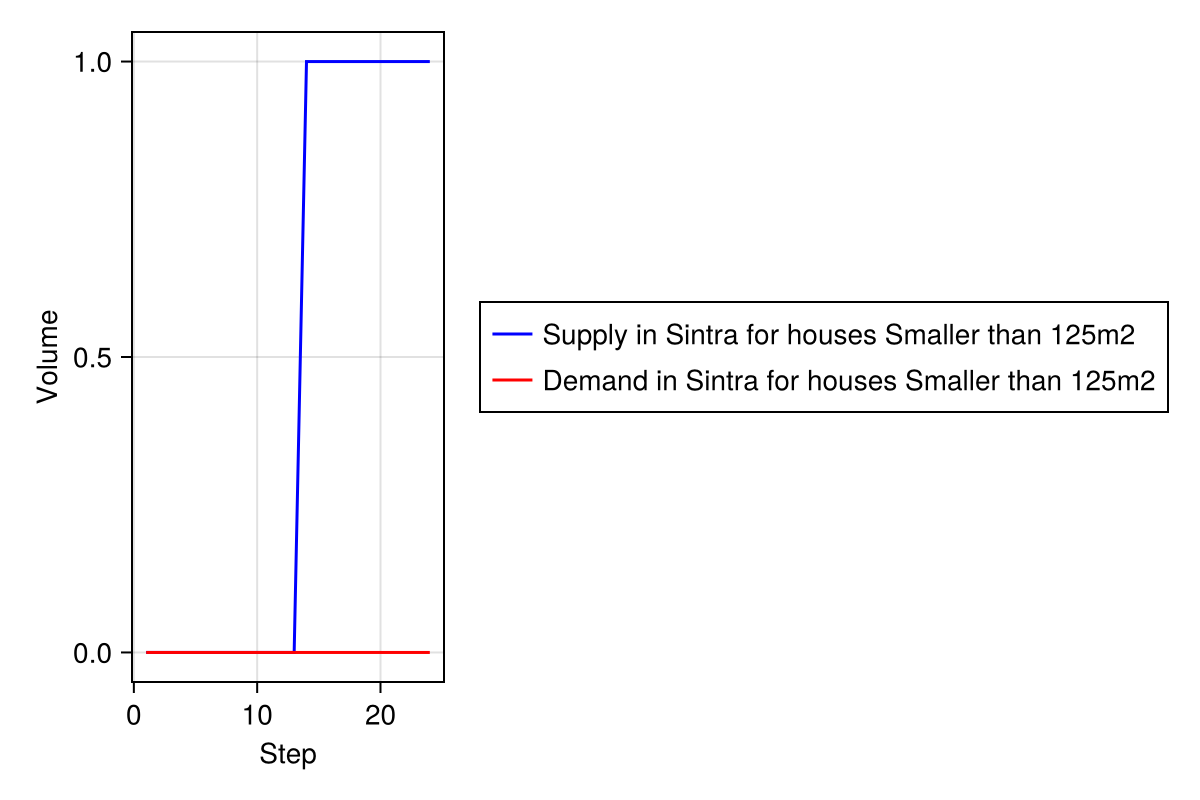 1.0
0.5
0.0
Volume
0
10
20
Step
Supply in Sintra for houses Smaller than 125m2
Demand in Sintra for houses Smaller than 125m2